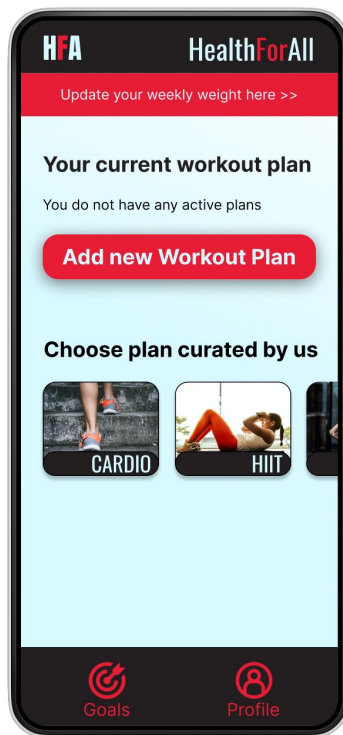 HFA
HealthForAll
Update your weekly weight here >>
Your current workout plan
You do not have any active plans
Add new Workout Plan
Choose plan curated by us
CARDIO
HIIT
Goals
Profile